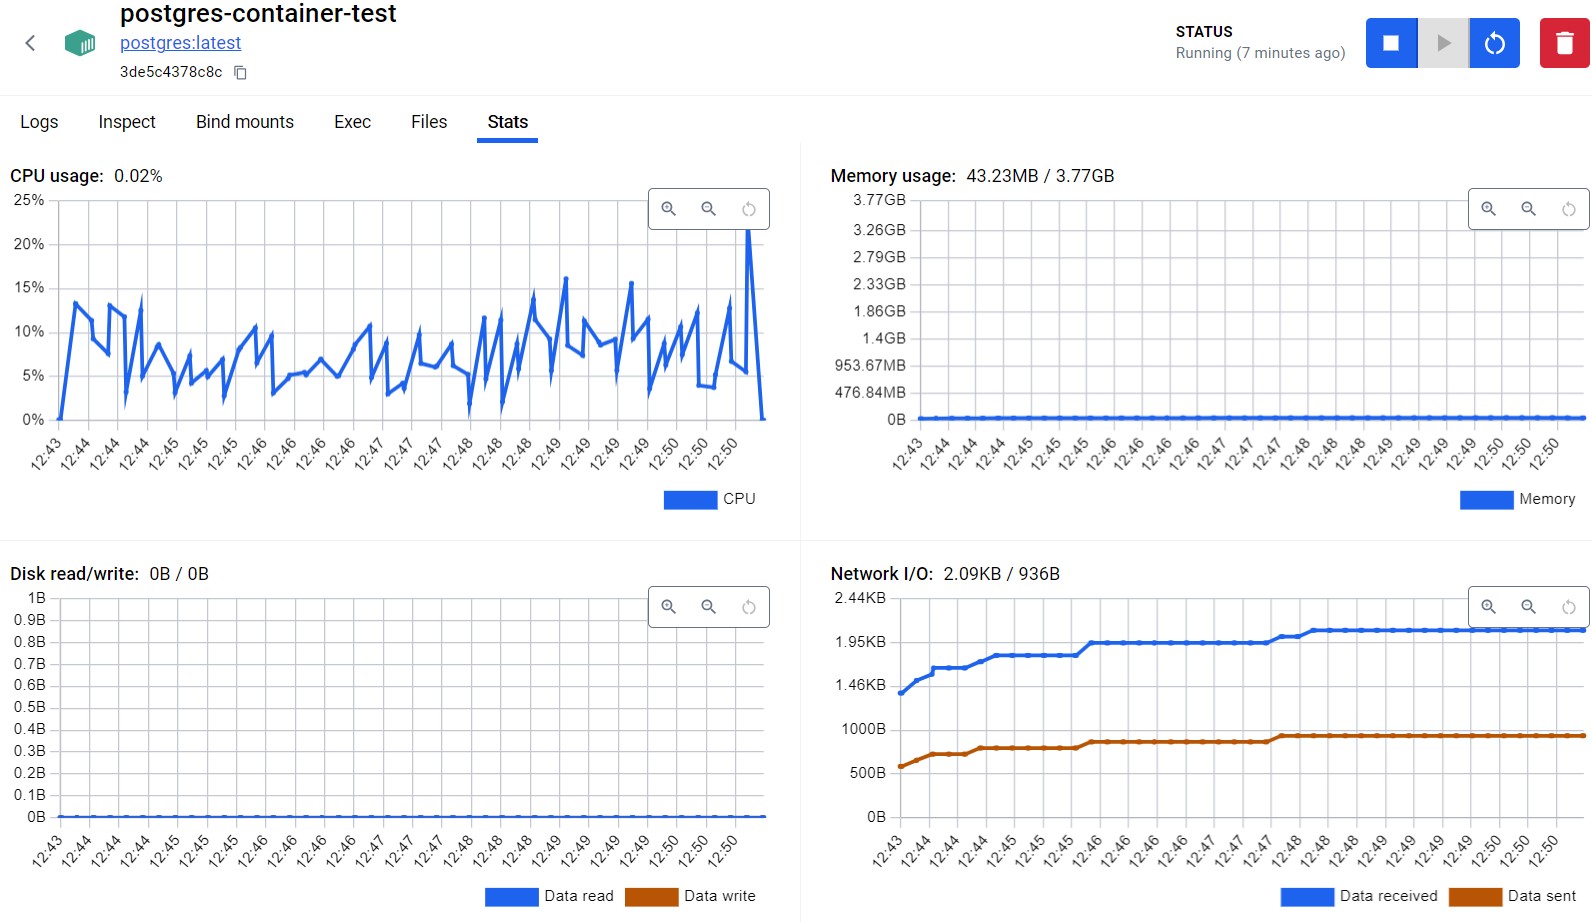 postgres-container-test
postgres:latest
3de5c4378c8c
STATUS
Running (7 minutes ago)
Logs Inspect Bind mounts Exec Files Stats
CPU usage: 0.02%
25%
20%
15%
10%
5%
0%
12:43 12:44 12:44 12:44 12:45 12:45 12:45 12:46 12:46 12:46 12:46 12:47 12:47 12:47 12:48 12:48 12:48 12:49 12:49 12:49 12:49 12:50 12:50 12:50
CPU
Memory usage: 43.23MB / 3.77GB
3.77GB
3.26GB
2.79GB
2.33GB
1.86GB
1.4GB
953.67MB
476.84MB
0B
12:43 12:44 12:44 12:44 12:45 12:45 12:45 12:46 12:46 12:46 12:46 12:47 12:47 12:47 12:48 12:48 12:48 12:49 12:49 12:49 12:49 12:50 12:50 12:50
Memory
Disk read/write: 0B / 0B
1B
0.9B
0.8B
0.7B
0.6B
0.5B
0.4B
0.3B
0.2B
0.1B
0B
12:43 12:44 12:44 12:44 12:45 12:45 12:45 12:46 12:46 12:46 12:46 12:47 12:47 12:47 12:48 12:48 12:48 12:49 12:49 12:49 12:49 12:50 12:50 12:50
Data read Data write
Network I/O: 2.09KB / 936B
2.44KB
1.95KB
1.46KB
1000B
500B
0B
12:43 12:44 12:44 12:44 12:45 12:45 12:45 12:46 12:46 12:46 12:46 12:47 12:47 12:47 12:48 12:48 12:48 12:49 12:49 12:49 12:49 12:50 12:50 12:50
Data received Data sent